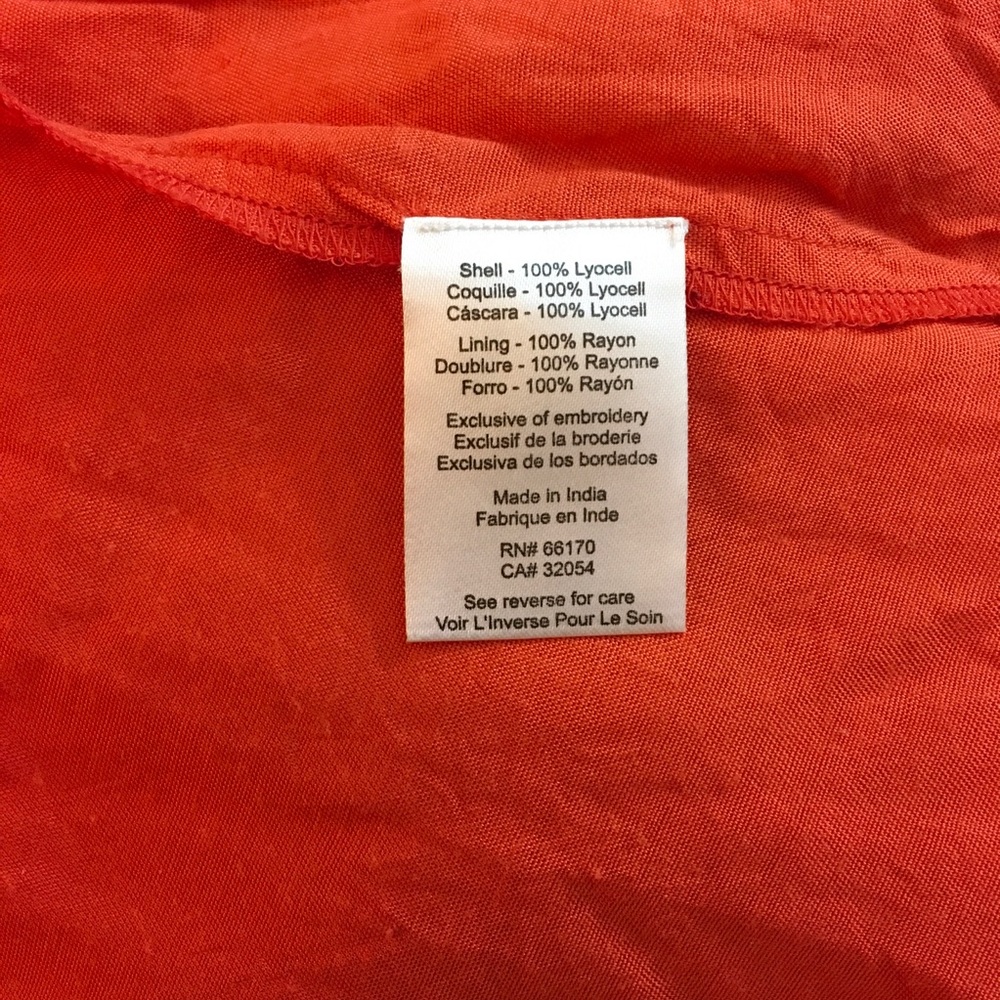 Shell - 100% Lyocell
Coquille - 100% Lyocell
Cáscara - 100% Lyocell
Lining - 100% Rayon
Doublure - 100% Rayonne
Forro - 100% Rayón
Exclusive of embroidery
Exclusif de la broderie
Exclusiva de los bordados
Made in India
Fabrique en Inde
RN# 66170
CA# 32054
See reverse for care
Voir L'Inverse Pour Le Soin